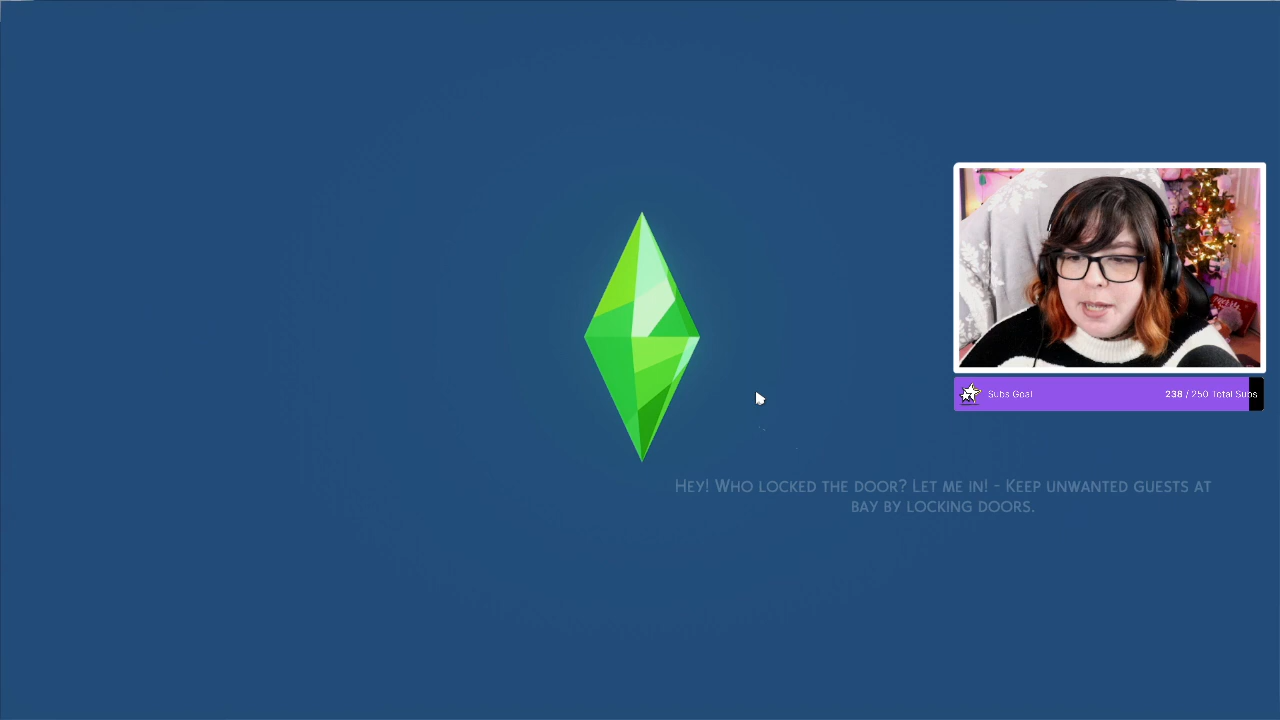 Subs Goal 238 / 250 Total Subs
HEY! WHO LOCKED THE DOOR? LET ME IN! - KEEP UNWANTED GUESTS AT
BAY BY LOCKING DOORS.